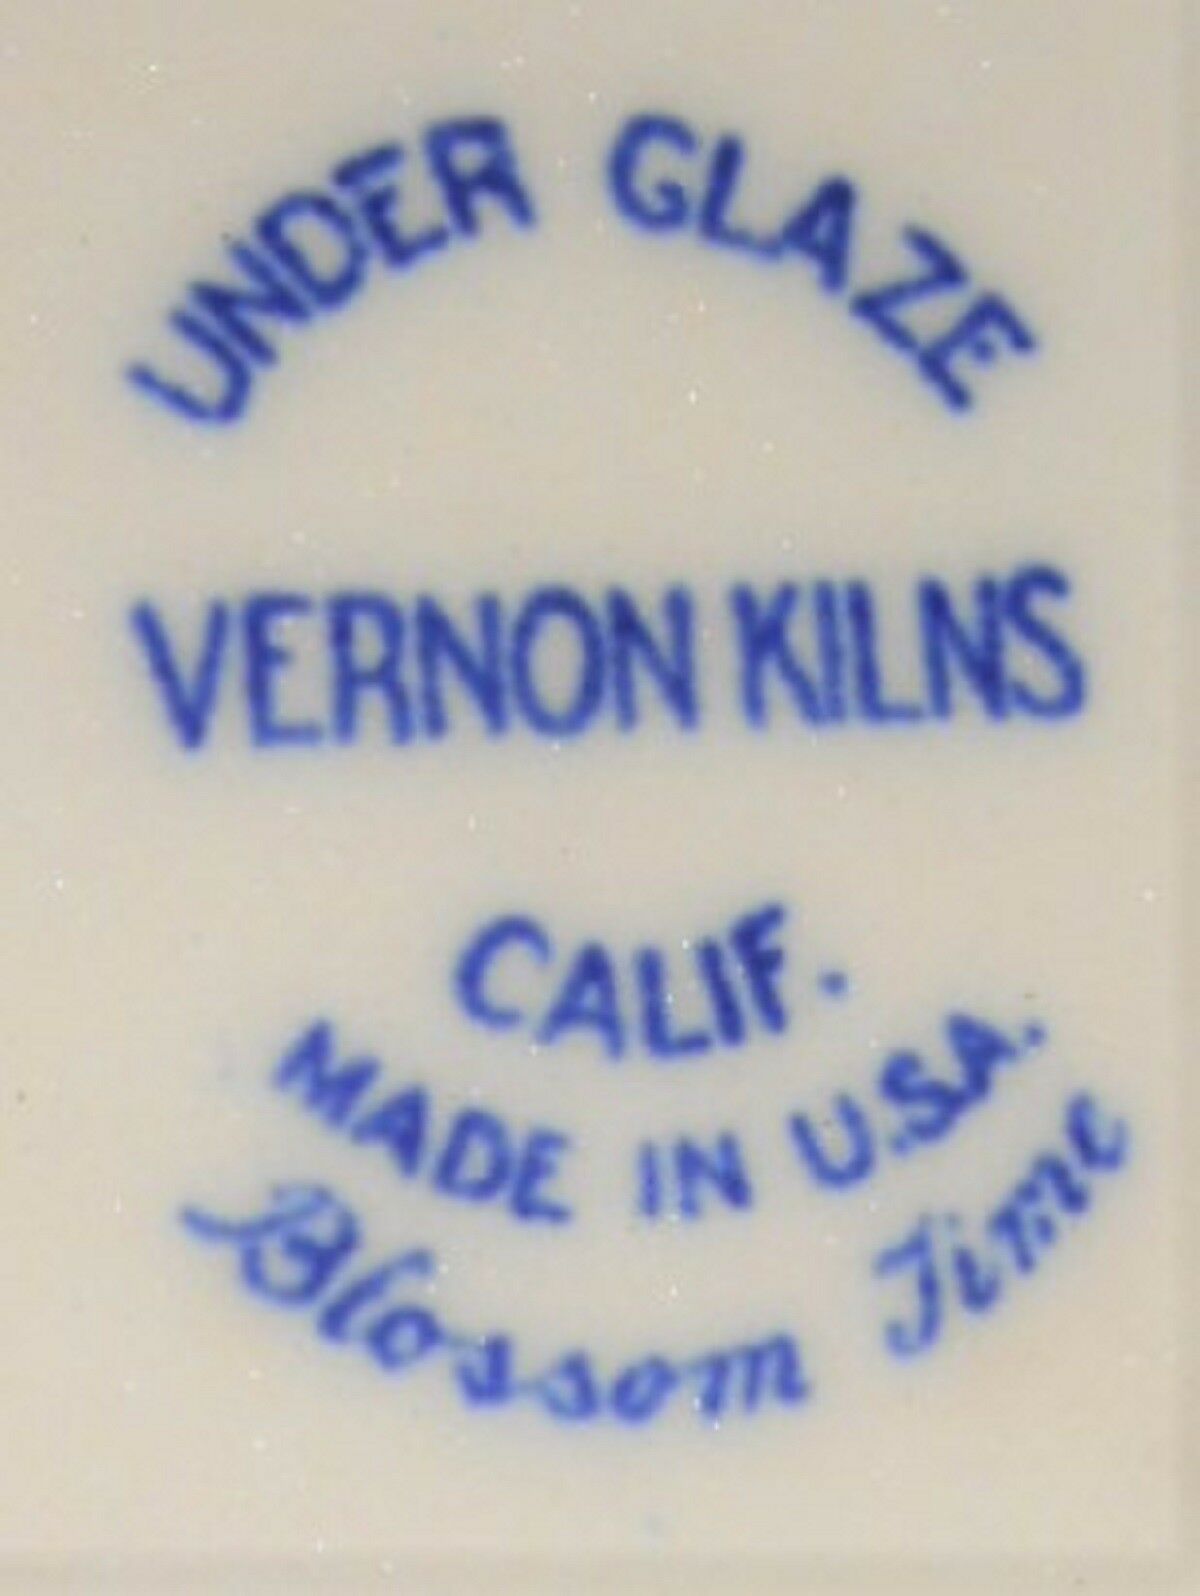 UNDER GLAZE
VERNON KILNS
CALIF.
MADE IN U.S.A.
Blossom Time